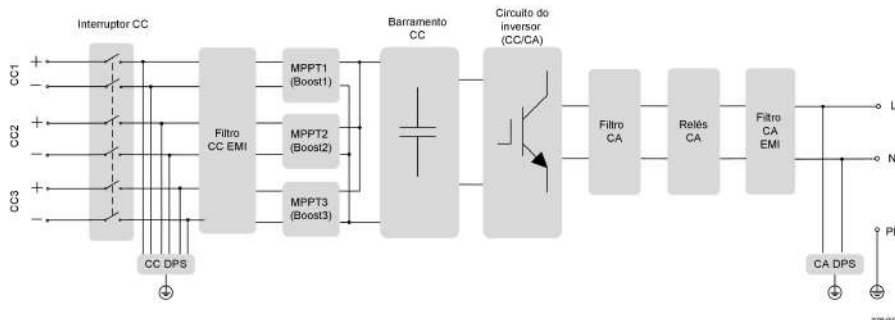 Interruptor CC
Barramento
CC
Circuito do
inversor
(CC/CA)
CC1
+
−
CC2
+
−
CC3
+
−
Filtro
CC EMI
MPPT1
(Boost1)
MPPT2
(Boost2)
MPPT3
(Boost3)
Filtro
CA
Relés
CA
Filtro
CA
EMI
L
N
CC DPS
CA DPS